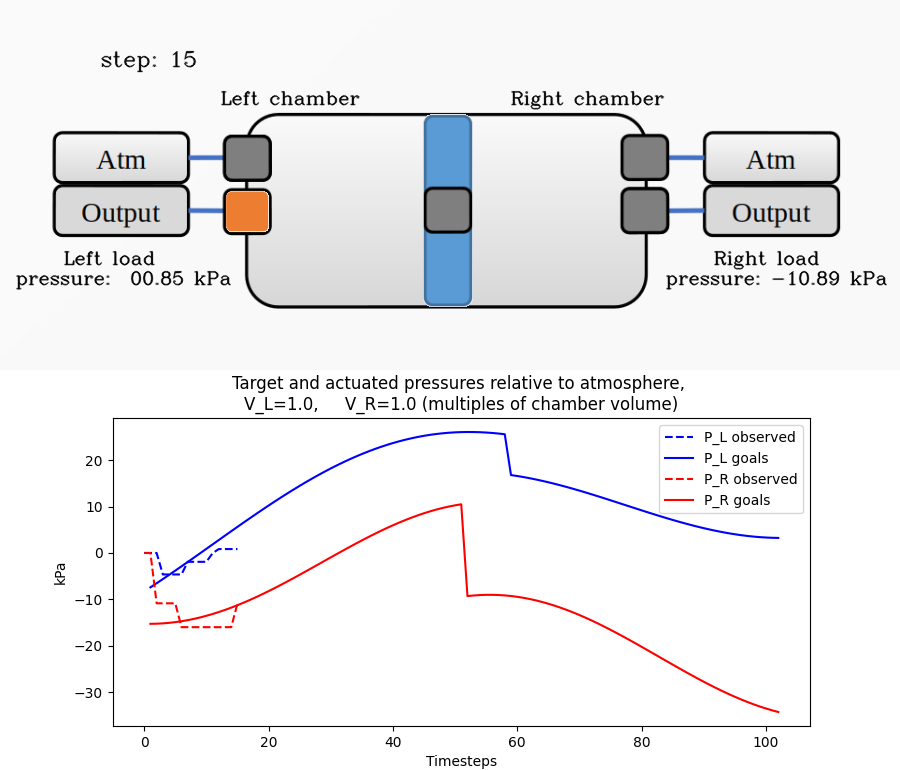 step: 15
Left chamber
Right chamber
Atm
Atm
Output
Output
Left load
pressure: 00.85 kPa
Right load
pressure: −10.89 kPa
Target and actuated pressures relative to atmosphere,
V_L=1.0, V_R=1.0 (multiples of chamber volume)
P_L observed
P_L goals
P_R observed
P_R goals
kPa
20
10
0
−10
−20
−30
0 20 40 60 80 100
Timesteps